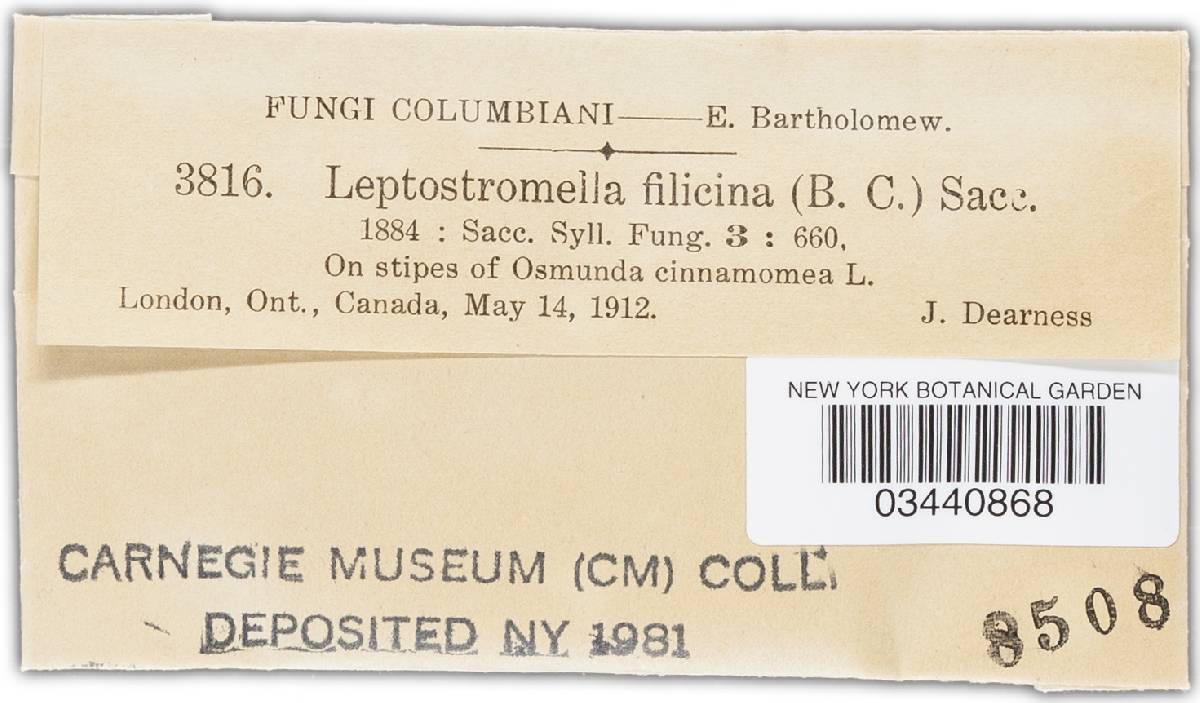 FUNGI COLUMBIANI——E. Bartholomew.
3816. Leptostromella filicina (B. C.) Sacc.
1884 : Sacc. Syll. Fung. 3 : 660,
On stipes of Osmunda cinnamomea L.
London, Ont., Canada, May 14, 1912. J. Dearness
NEW YORK BOTANICAL GARDEN
03440868
CARNEGIE MUSEUM (CM) COLL.
DEPOSITED NY 1981
8508